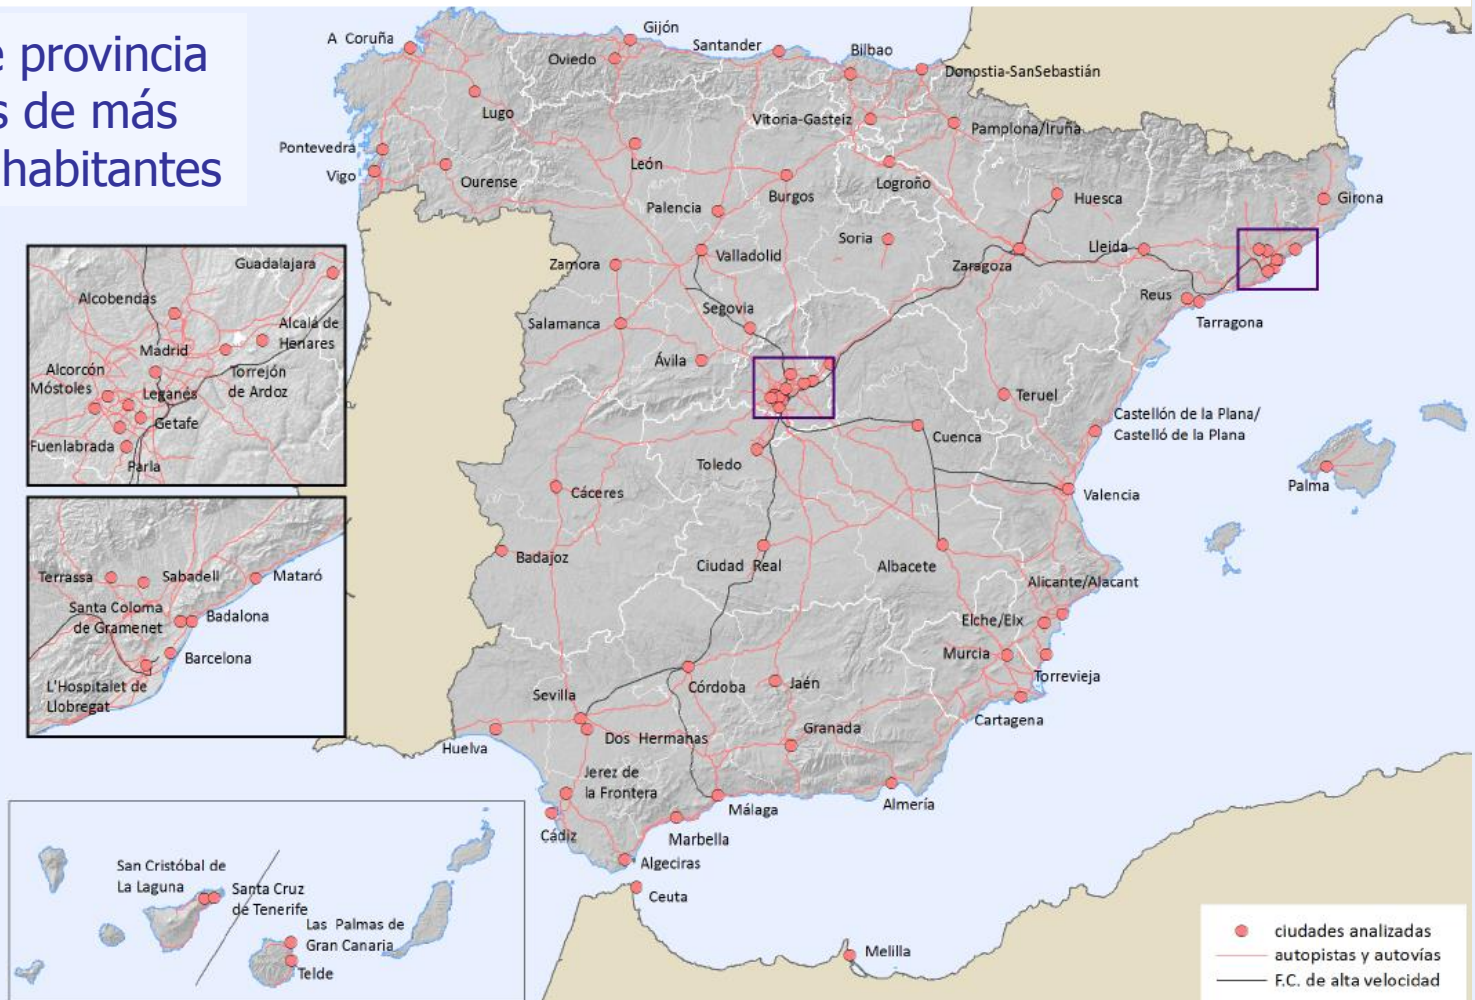 e provincia
s de más
habitantes
A Coruña
Gijón
Oviedo
Santander
Bilbao
Donostia-SanSebastián
Lugo
Vitoria-Gasteiz
Pamplona/Iruña
Pontevedra
León
Vigo
Ourense
Burgos
Logroño
Huesca
Girona
Palencia
Soria
Lleida
Zamora
Valladolid
Zaragoza
Reus
Tarragona
Segovia
Salamanca
Ávila
Teruel
Castellón de la Plana/
Castelló de la Plana
Cuenca
Toledo
Valencia
Palma
Cáceres
Badajoz
Ciudad Real
Albacete
Alicante/Alacant
Elche/Elx
Murcia
Torrevieja
Cartagena
Córdoba
Jaén
Sevilla
Dos Hermanas
Granada
Huelva
Jerez de
la Frontera
Cádiz
Málaga
Almería
Marbella
Algeciras
Ceuta
Melilla
Guadalajara
Alcobendas
Alcalá de
Henares
Madrid
Torrejón
de Ardoz
Alcorcón
Móstoles
Leganés
Getafe
Fuenlabrada
Parla
Terrassa
Sabadell
Mataró
Santa Coloma
de Gramenet
Badalona
Barcelona
L'Hospitalet de
Llobregat
San Cristóbal de
La Laguna
Santa Cruz
de Tenerife
Las Palmas de
Gran Canaria
Telde
ciudades analizadas
autopistas y autovías
F.C. de alta velocidad